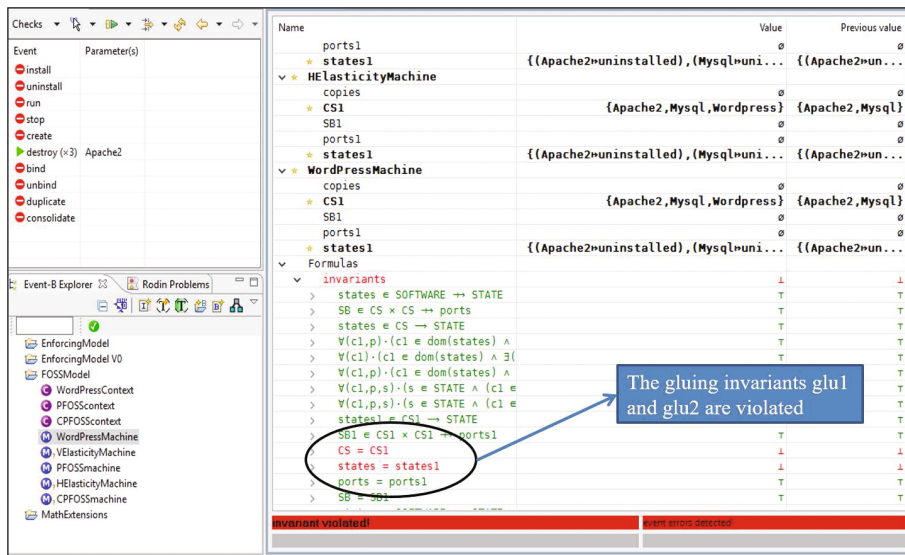 Checks
Event Parameter(s)
install
uninstall
run
stop
create
destroy (×3) Apache2
bind
unbind
duplicate
consolidate
Event-B Explorer Rodin Problems
EnforcingModel
EnforcingModel V0
FOSSModel
WordPressContext
PFOSScontext
CPFOSScontext
WordPressMachine
VElasticityMachine
PFOSSmachine
HElasticityMachine
CPFOSSmachine
MathExtensions
Name Value Previous value
ports1 ∅ ∅
states1 {(Apache2↦uninstalled),(Mysql↦uni... {(Apache2↦un...
HElasticityMachine
copies ∅ ∅
CS1 {Apache2,Mysql,Wordpress} {Apache2,Mysql}
SB1 ∅ ∅
ports1 ∅ ∅
states1 {(Apache2↦uninstalled),(Mysql↦uni... {(Apache2↦un...
WordPressMachine
copies ∅ ∅
CS1 {Apache2,Mysql,Wordpress} {Apache2,Mysql}
SB1 ∅ ∅
ports1 ∅ ∅
states1 {(Apache2↦uninstalled),(Mysql↦uni... {(Apache2↦un...
Formulas
invariants ⊥ ⊥
states ∈ SOFTWARE ⇸ STATE ⊤ ⊤
SB ∈ CS × CS ↔ ports ⊤ ⊤
states ∈ CS → STATE ⊤ ⊤
∀(c1,p)·(c1 ∈ dom(states) ∧ ⊤ ⊤
∀(c1)·(c1 ∈ dom(states) ∧ ∃( ⊤ ⊤
∀(c1,p)·(c1 ∈ dom(states) ∧ ⊤
∀(c1,p,s)·(s ∈ STATE ∧ (c1 ∈ ⊤
∀(c1,p,s)·(s ∈ STATE ∧ (c1 ∈ ⊤
states1 ∈ CS1 → STATE ⊤
SB1 ∈ CS1 × CS1 ports1 ⊤ ⊤
CS = CS1 ⊥ ⊥
states = states1 ⊥ ⊥
ports = ports1 ⊤ ⊤
SB = SB1 ⊤ ⊤
The gluing invariants glu1
and glu2 are violated
invariant violated! event errors detected!